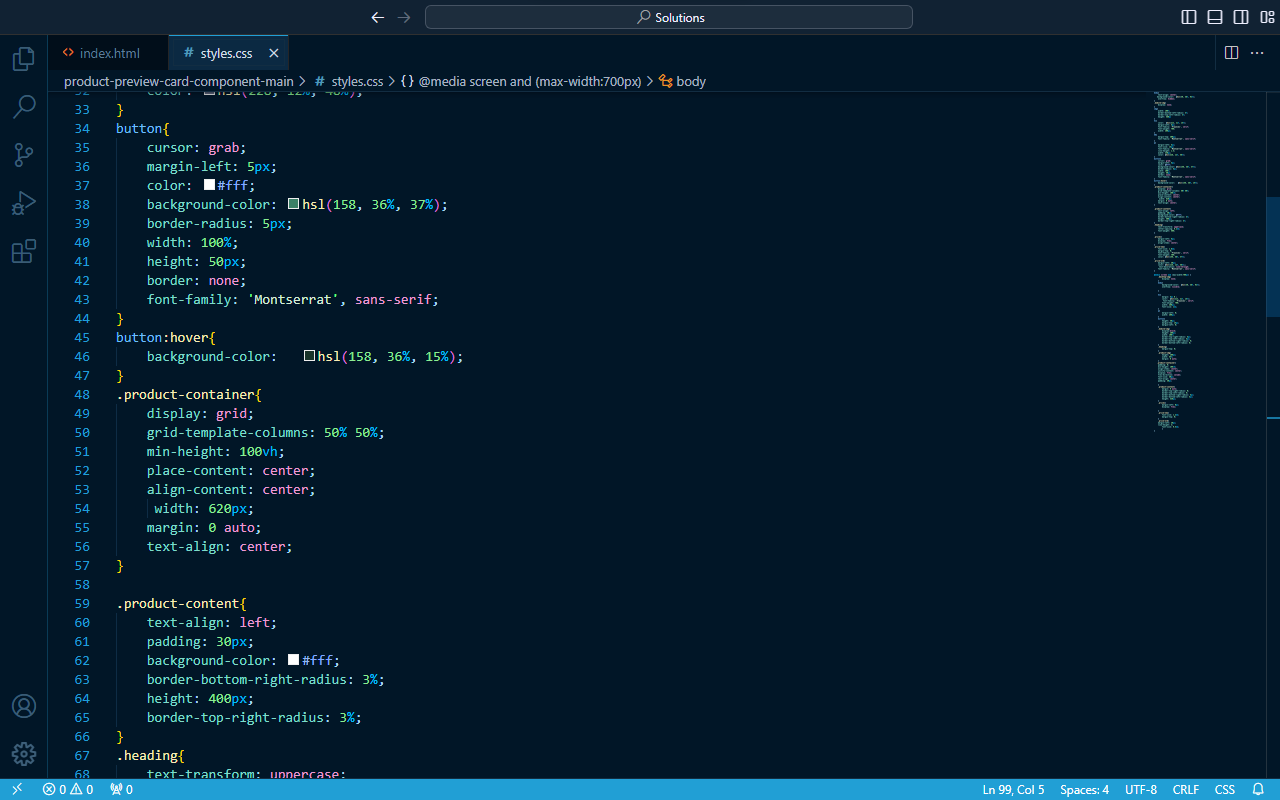 Solutions
index.html
# styles.css
product-preview-card-component-main > # styles.css > {} @media screen and (max-width:700px) > body
32 color: hsl(228, 12%, 48%);
33 }
34 button{
35 cursor: grab;
36 margin-left: 5px;
37 color: #fff;
38 background-color: hsl(158, 36%, 37%);
39 border-radius: 5px;
40 width: 100%;
41 height: 50px;
42 border: none;
43 font-family: 'Montserrat', sans-serif;
44 }
45 button:hover{
46 background-color: hsl(158, 36%, 15%);
47 }
48 .product-container{
49 display: grid;
50 grid-template-columns: 50% 50%;
51 min-height: 100vh;
52 place-content: center;
53 align-content: center;
54 width: 620px;
55 margin: 0 auto;
56 text-align: center;
57 }
58
59 .product-content{
60 text-align: left;
61 padding: 30px;
62 background-color: #fff;
63 border-bottom-right-radius: 3%;
64 height: 400px;
65 border-top-right-radius: 3%;
66 }
67 .heading{
68 text-transform: uppercase;
0 0 0 Ln 99, Col 5 Spaces: 4 UTF-8 CRLF CSS